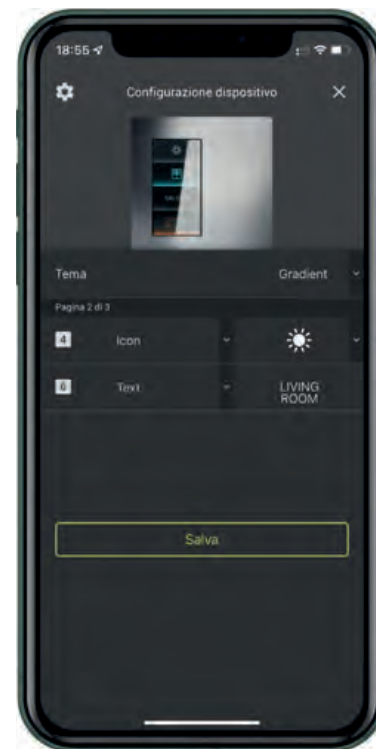 18:55
Configurazione dispositivo
Tema Gradient
Pagina 2 di 3
4 Icon
6 Text LIVING
ROOM
Salva